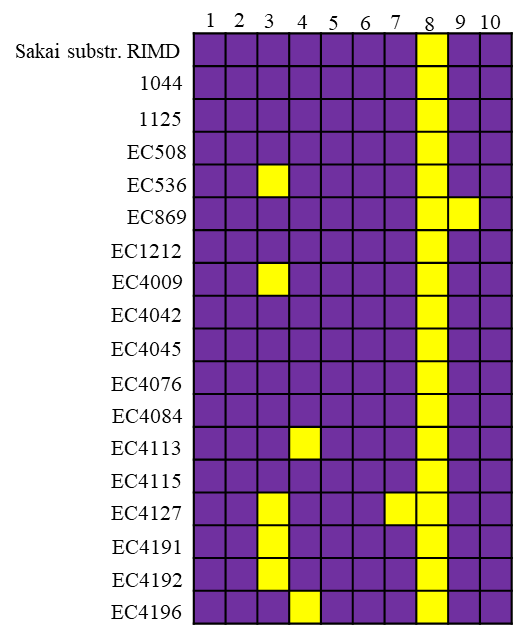 1 2 3 4 5 6 7 8 9 10
Sakai substr. RIMD
1044
1125
EC508
EC536
EC869
EC1212
EC4009
EC4042
EC4045
EC4076
EC4084
EC4113
EC4115
EC4127
EC4191
EC4192
EC4196